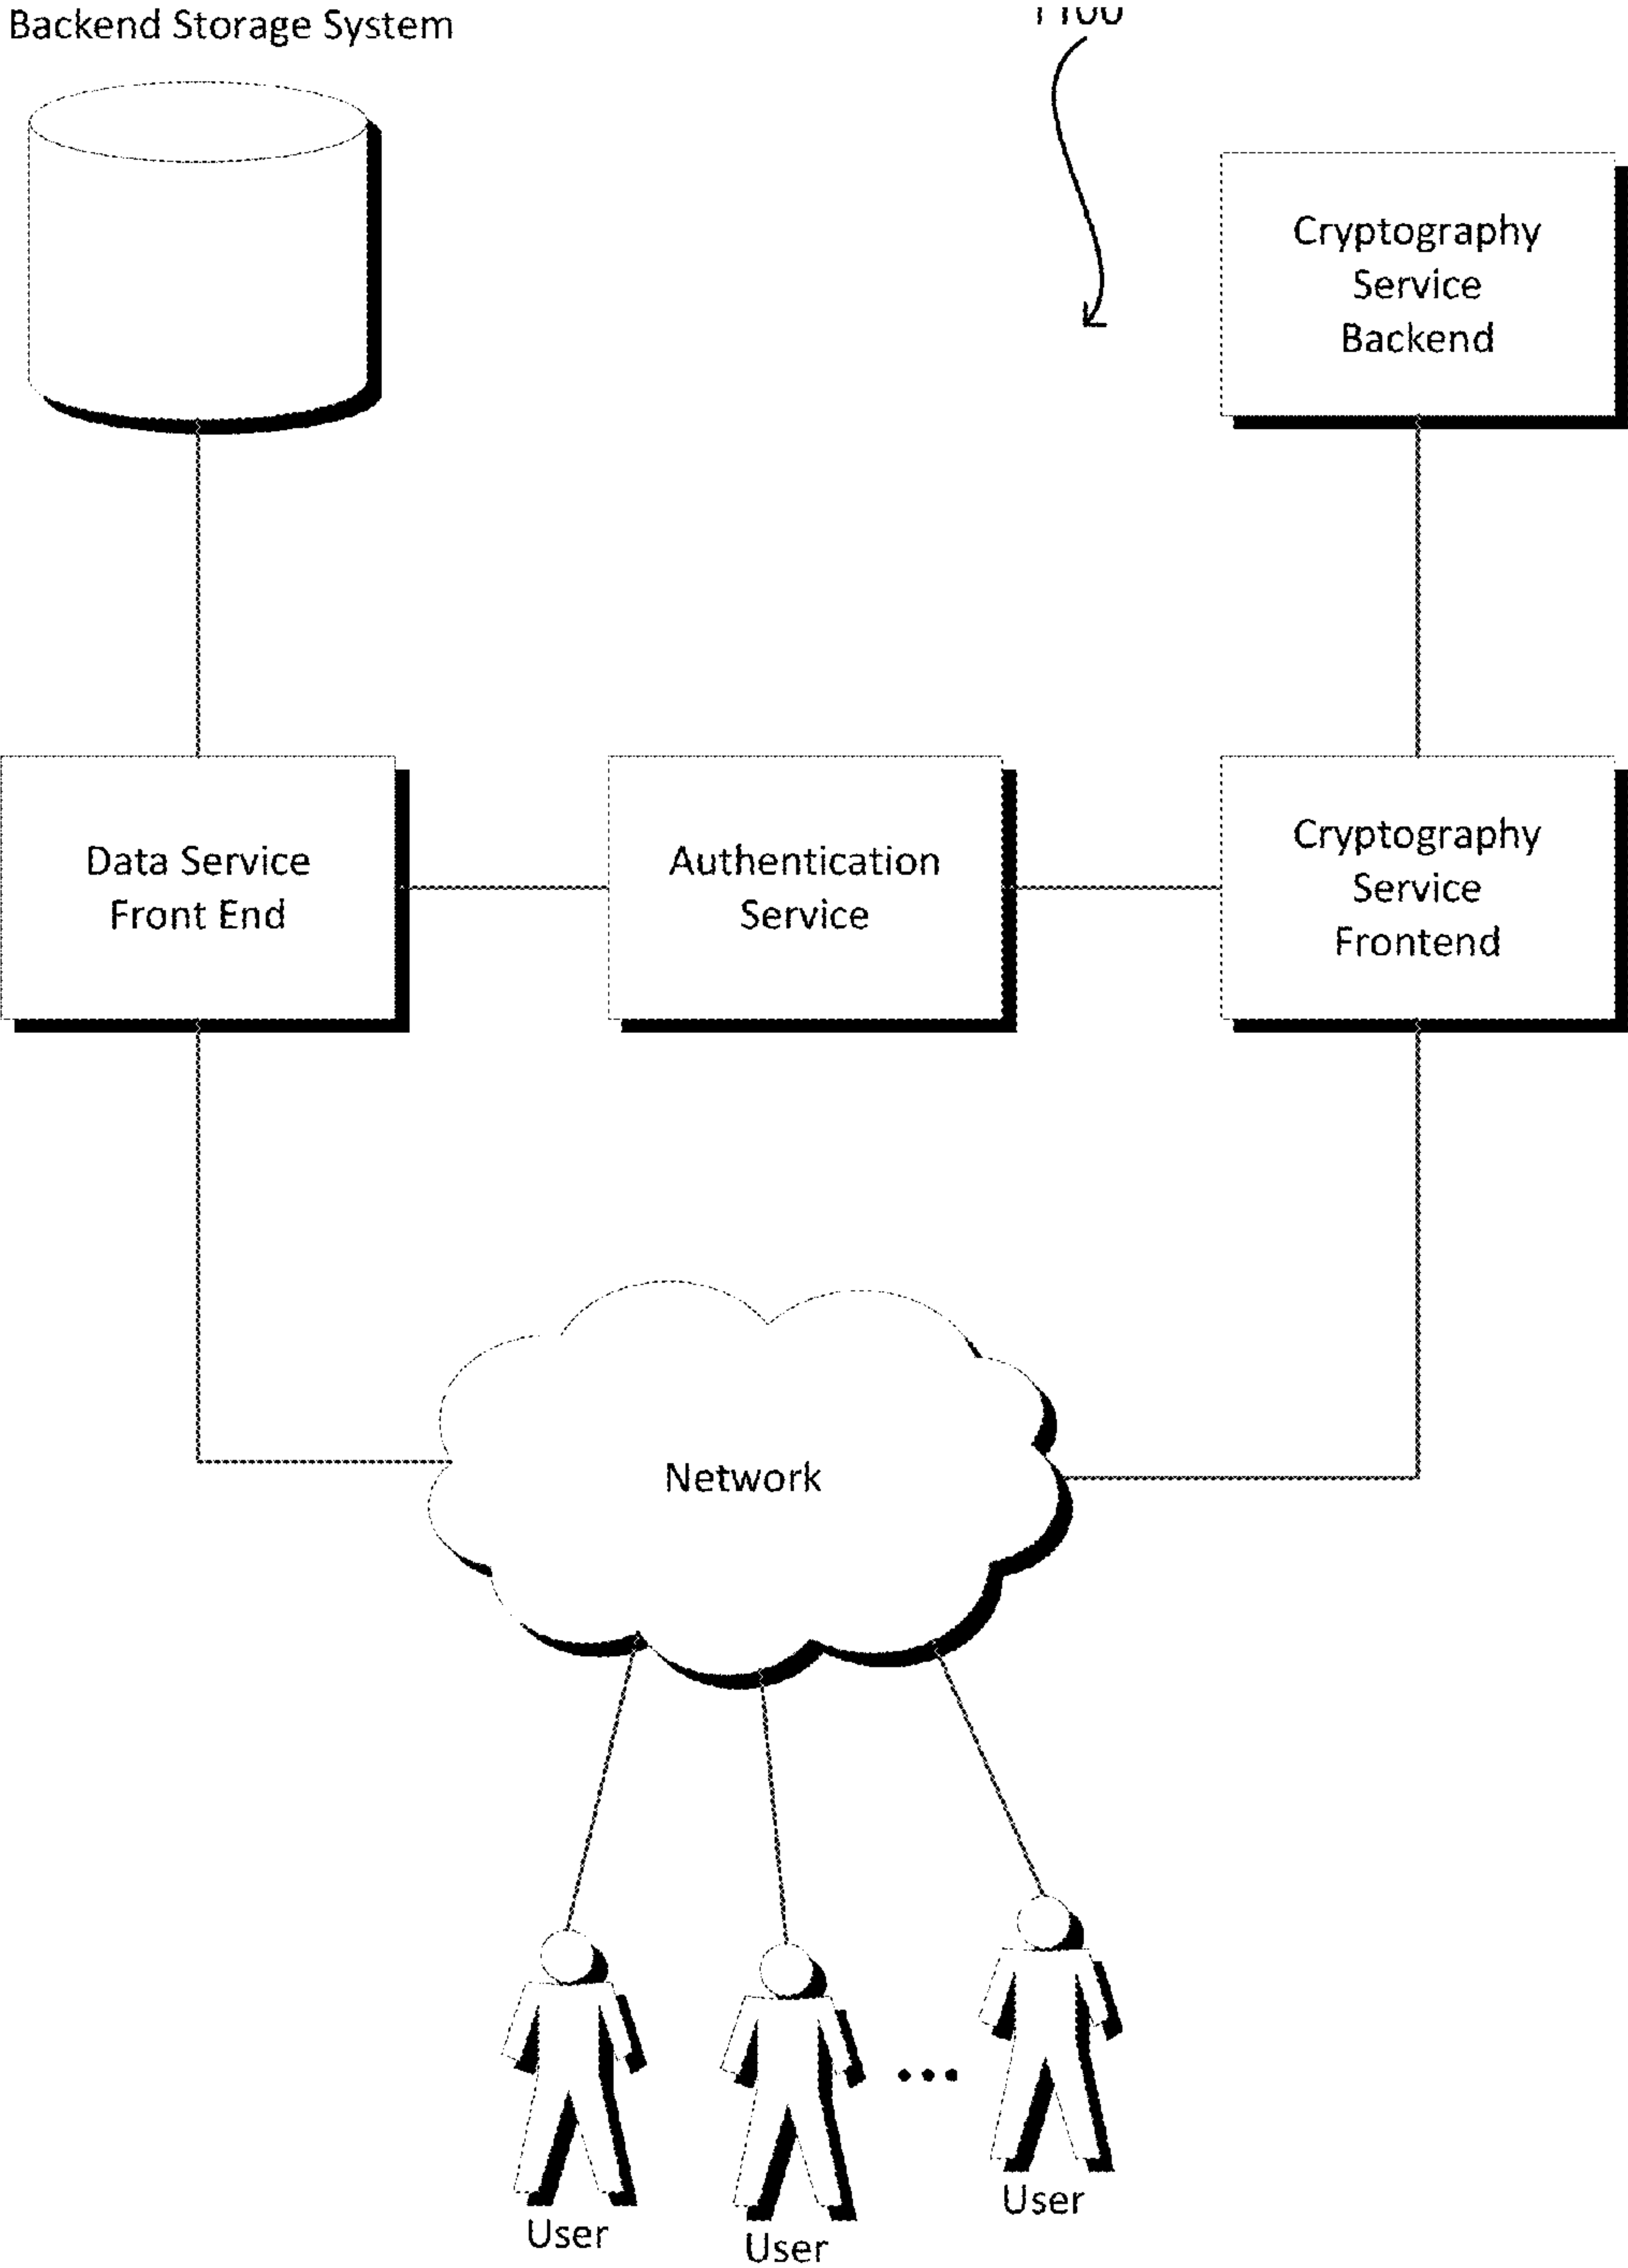 Backend Storage System
Cryptography
Service
Backend
Data Service
Front End
Authentication
Service
Cryptography
Service
Frontend
Network
User
User
User